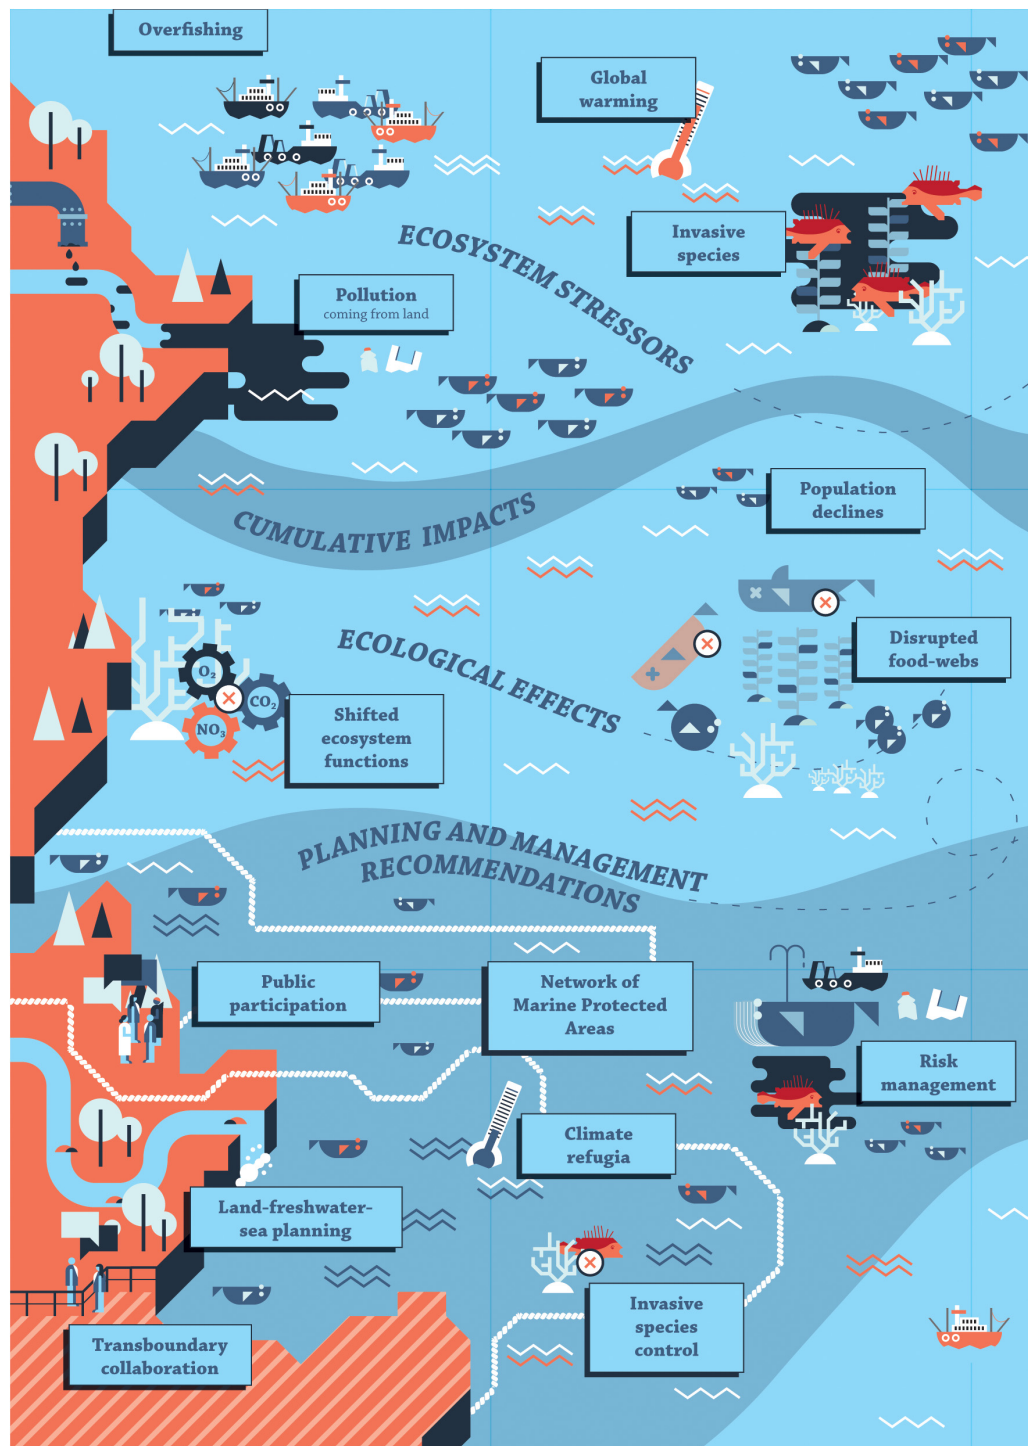 Overfishing
Global
warming
Invasive
species
ECOSYSTEM STRESSORS
Pollution
coming from land
Population
declines
CUMULATIVE IMPACTS
ECOLOGICAL EFFECTS
Disrupted
food-webs
O₂
CO₂
NO₃
Shifted
ecosystem
functions
PLANNING AND MANAGEMENT
RECOMMENDATIONS
Public
participation
Network of
Marine Protected
Areas
Risk
management
Climate
refugia
Land-freshwater-
sea planning
Invasive
species
control
Transboundary
collaboration